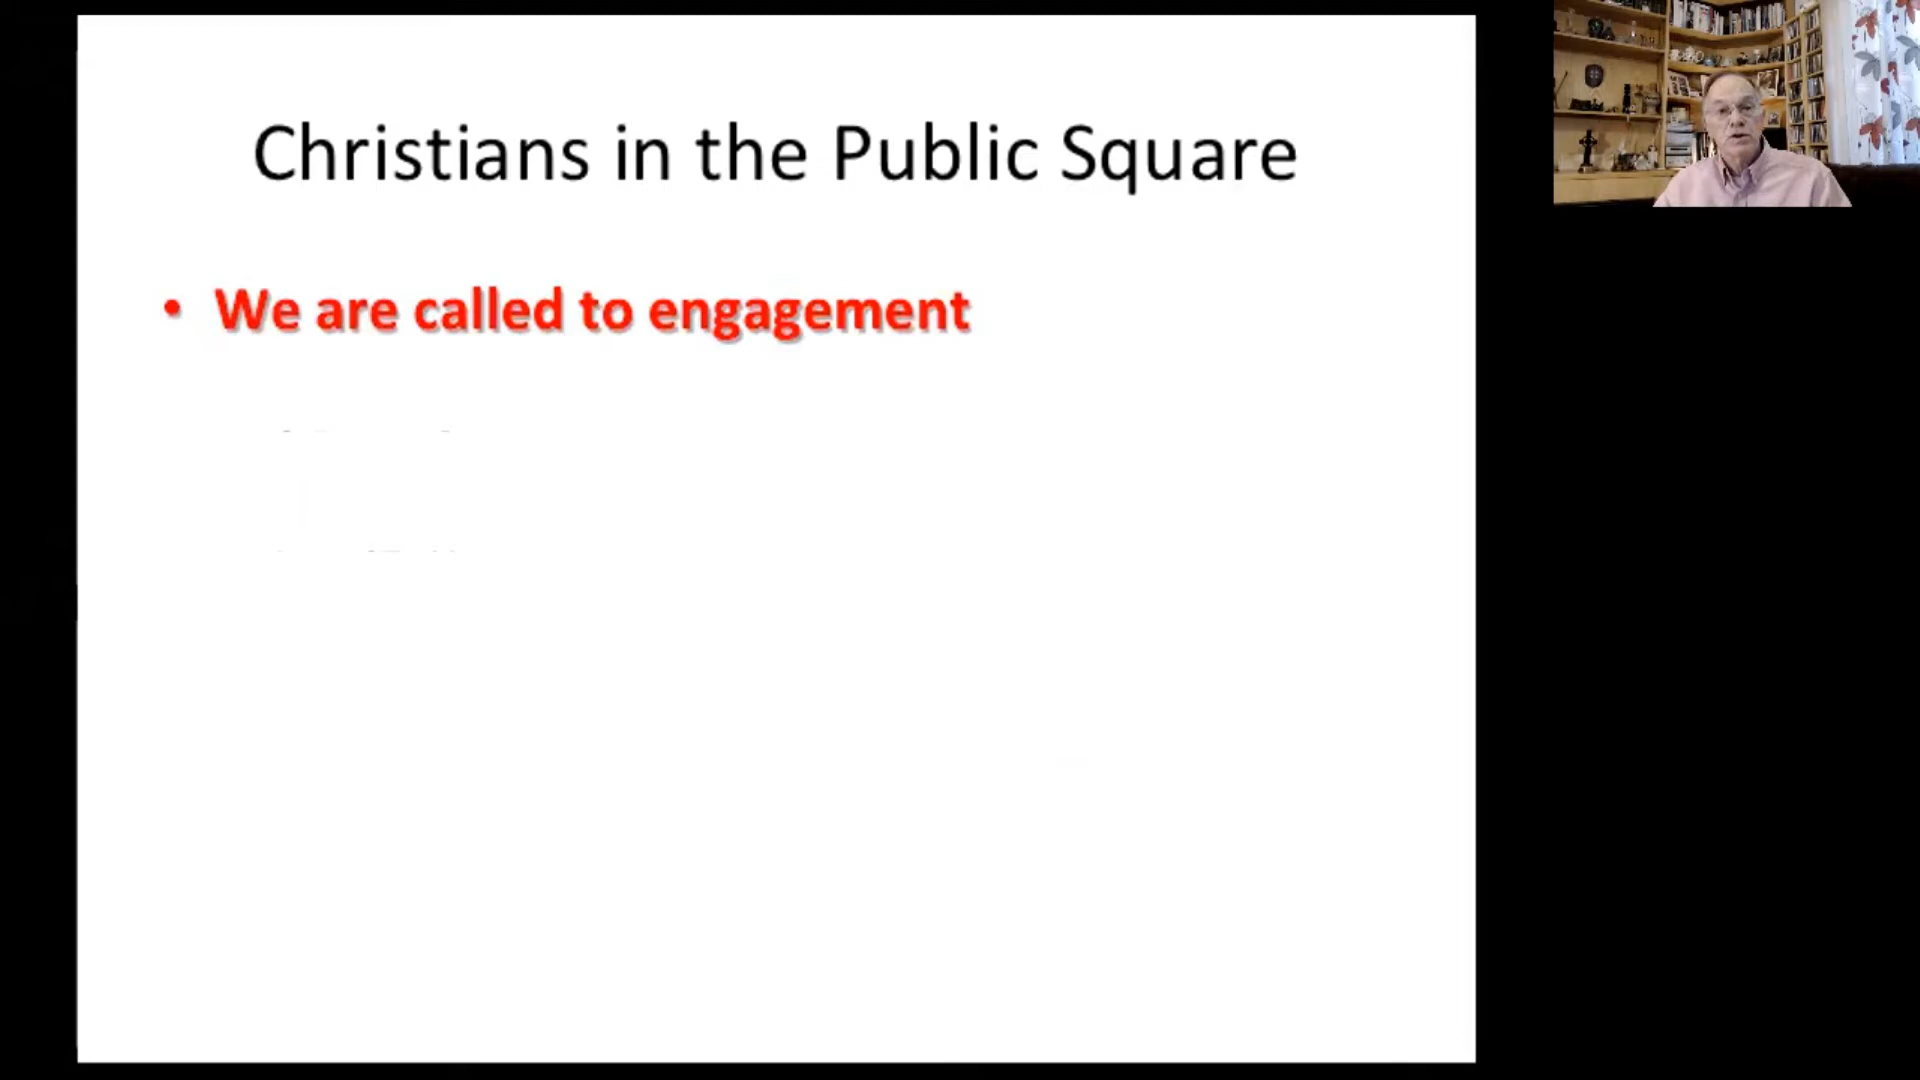 Christians in the Public Square
• We are called to engagement